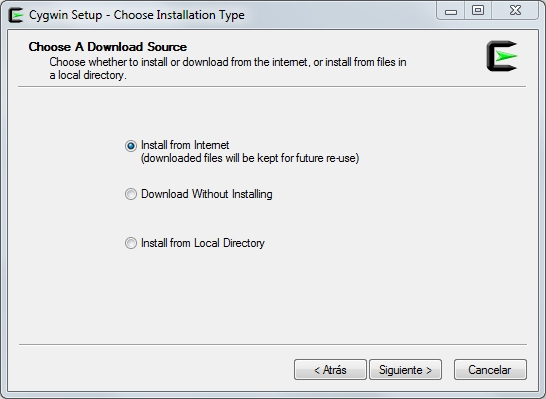 Cygwin Setup - Choose Installation Type
Choose A Download Source
Choose whether to install or download from the internet, or install from files in
a local directory.
Install from Internet
(downloaded files will be kept for future re-use)
Download Without Installing
Install from Local Directory
< Atrás
Siguiente >
Cancelar